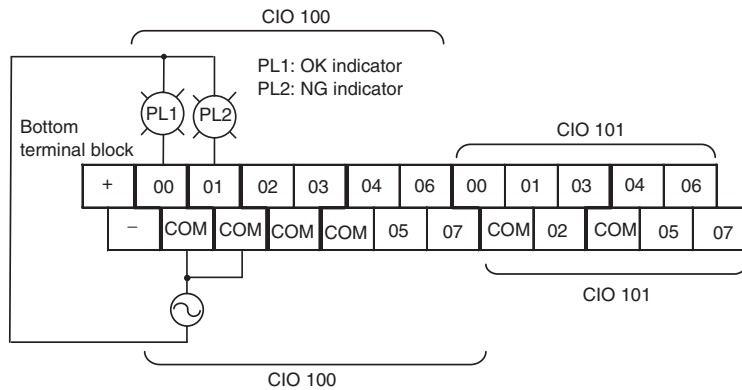 CIO 100
PL1: OK indicator
PL2: NG indicator
PL1 PL2
Bottom
terminal block
CIO 101
+ 00 01 02 03 04 06 00 01 03 04 06
− COM COM COM COM 05 07 COM 02 COM 05 07
CIO 101
CIO 100